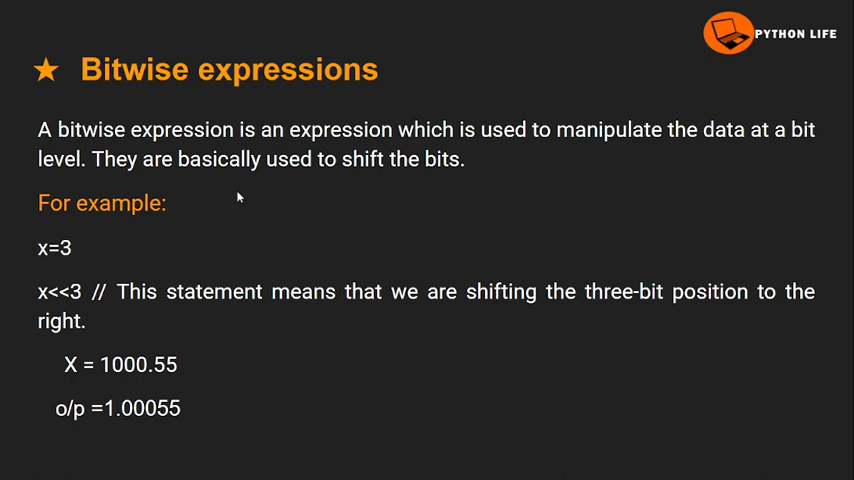 PYTHON LIFE
★ Bitwise expressions
A bitwise expression is an expression which is used to manipulate the data at a bit
level. They are basically used to shift the bits.
For example:
x=3
x<<3 // This statement means that we are shifting the three-bit position to the
right.
X = 1000.55
o/p =1.00055